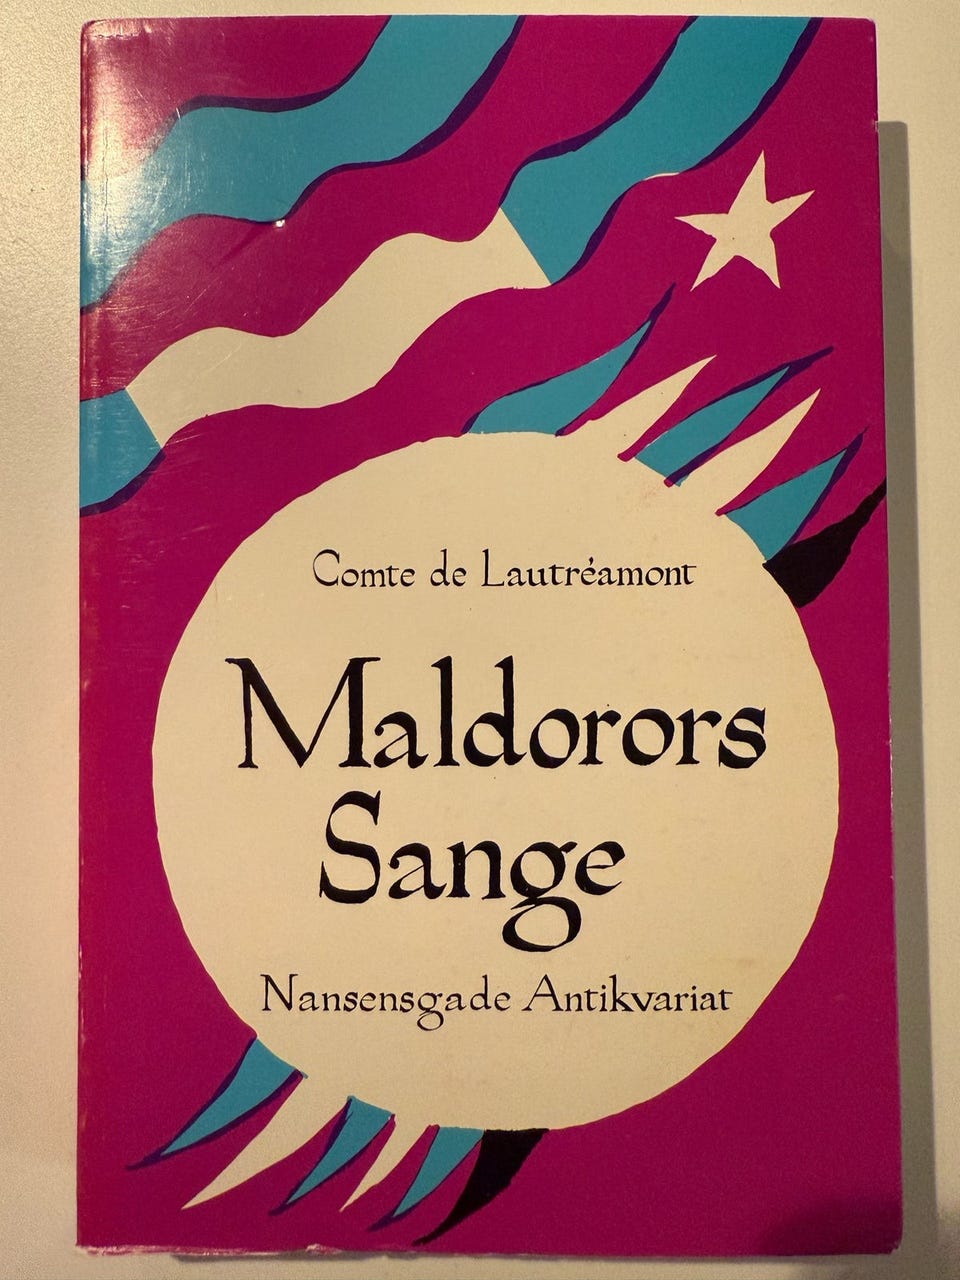 Comte de Lautréamont
Maldorors
Sange
Nansensgade Antikvariat